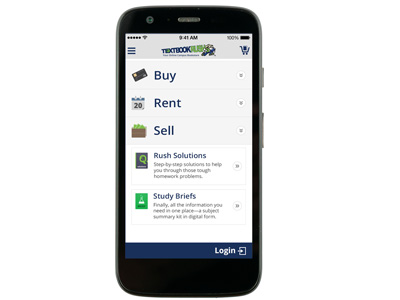 9:41 AM
100%
TEXTBOOKRUSH
Buy
20
Rent
Sell
Q
Rush Solutions
Step-by-step solutions to help
you through those tough
homework problems.
Study Briefs
Finally, all the information you
need in one place—a subject
summary kit in digital form.
Login